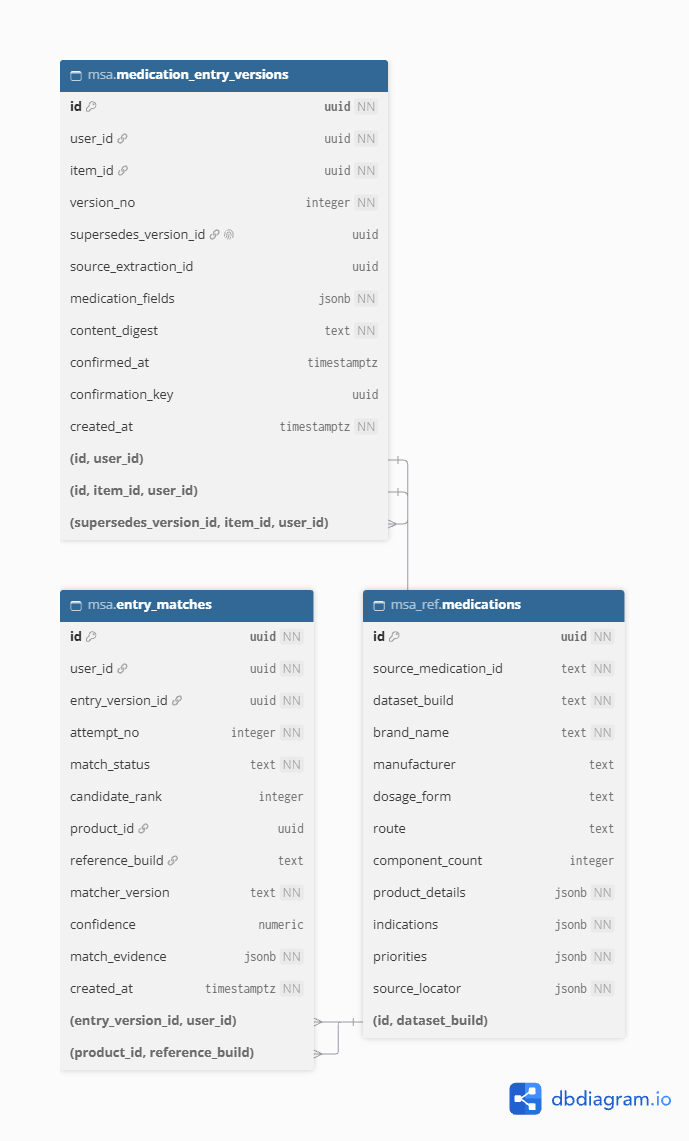 msa.medication_entry_versions
id uuid NN
user_id uuid NN
item_id uuid NN
version_no integer NN
supersedes_version_id uuid
source_extraction_id uuid
medication_fields jsonb NN
content_digest text NN
confirmed_at timestamptz
confirmation_key uuid
created_at timestamptz NN
(id, user_id)
(id, item_id, user_id)
(supersedes_version_id, item_id, user_id)
msa.entry_matches
id uuid NN
user_id uuid NN
entry_version_id uuid NN
attempt_no integer NN
match_status text NN
candidate_rank integer
product_id uuid
reference_build text
matcher_version text NN
confidence numeric
match_evidence jsonb NN
created_at timestamptz NN
(entry_version_id, user_id)
(product_id, reference_build)
msa_ref.medications
id uuid NN
source_medication_id text NN
dataset_build text NN
brand_name text NN
manufacturer text
dosage_form text
route text
component_count integer
product_details jsonb NN
indications jsonb NN
priorities jsonb NN
source_locator jsonb NN
(id, dataset_build)
dbdiagram.io